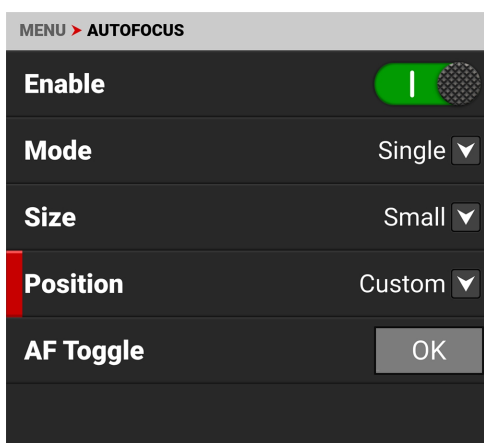 MENU ➤ AUTOFOCUS
Enable
Mode Single
Size Small
Position Custom
AF Toggle OK